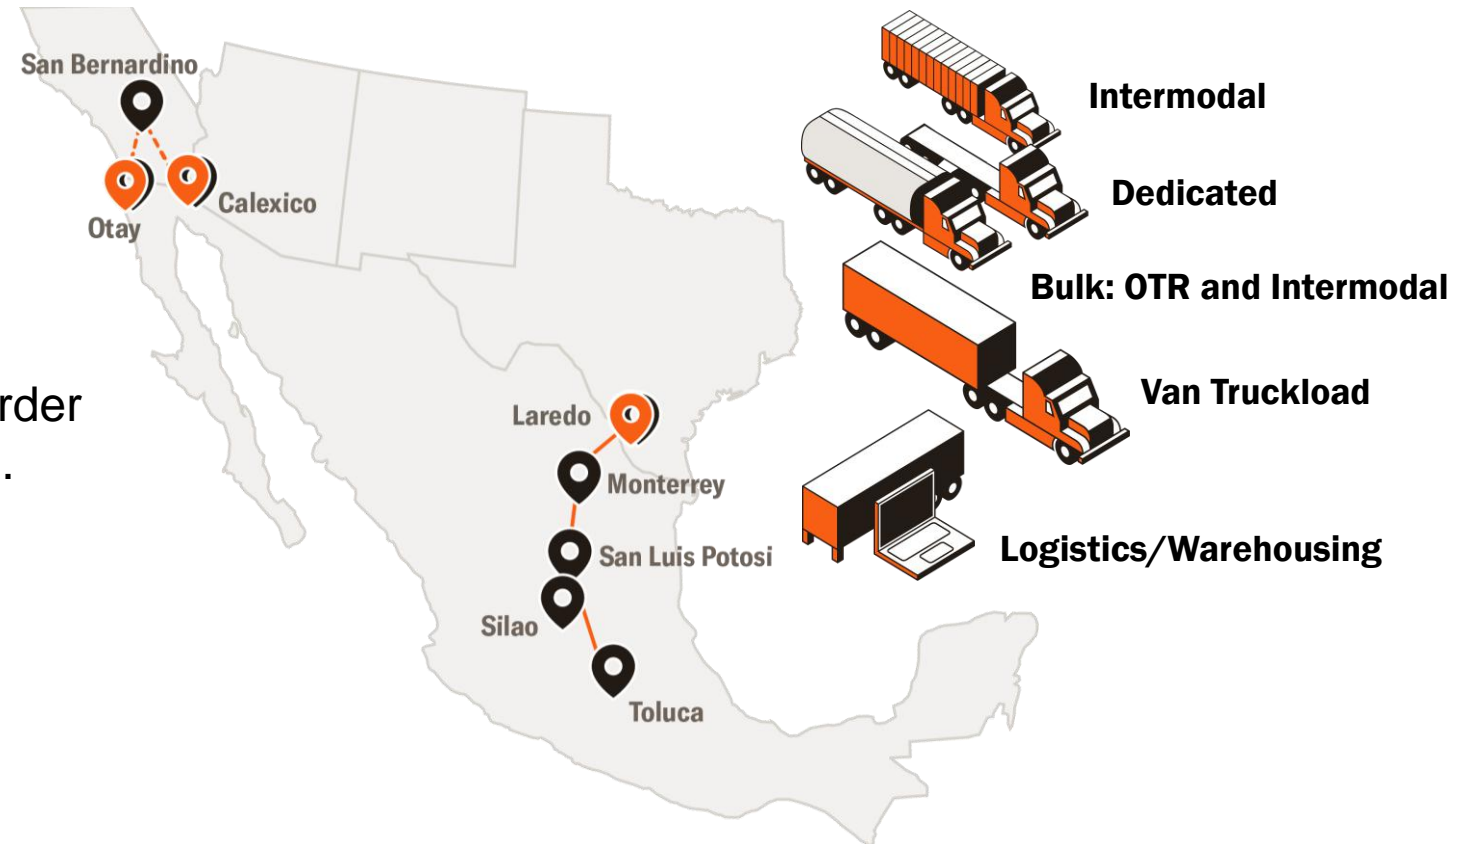 San Bernardino
Otay
Calexico
rder
.
Laredo
Monterrey
San Luis Potosi
Silao
Toluca
Intermodal
Dedicated
Bulk: OTR and Intermodal
Van Truckload
Logistics/Warehousing